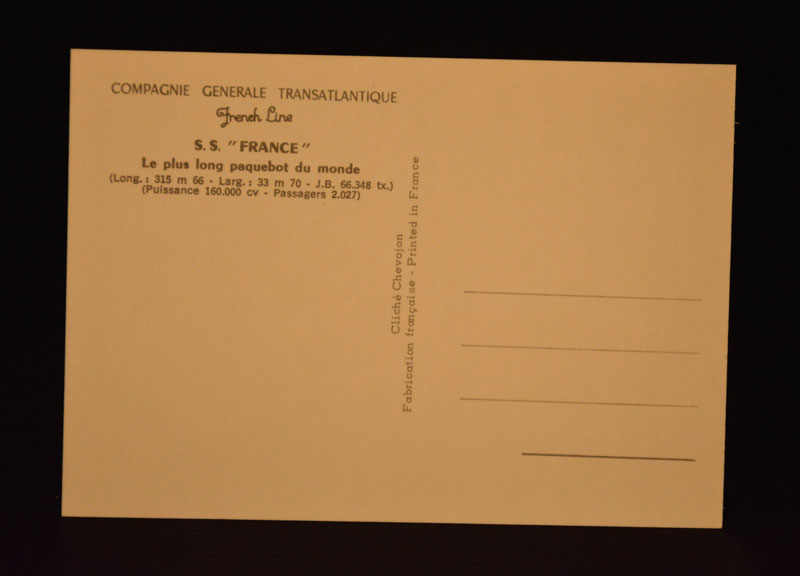 COMPAGNIE GENERALE TRANSATLANTIQUE
French Line
S. S. "FRANCE"
Le plus long paquebot du monde
(Long. : 315 m 66 - Larg. : 33 m 70 - J.B. 66.348 tx.)
(Puissance 160.000 cv - Passagers 2.027)
Cliché Chevojon
Fabrication française - Printed in France